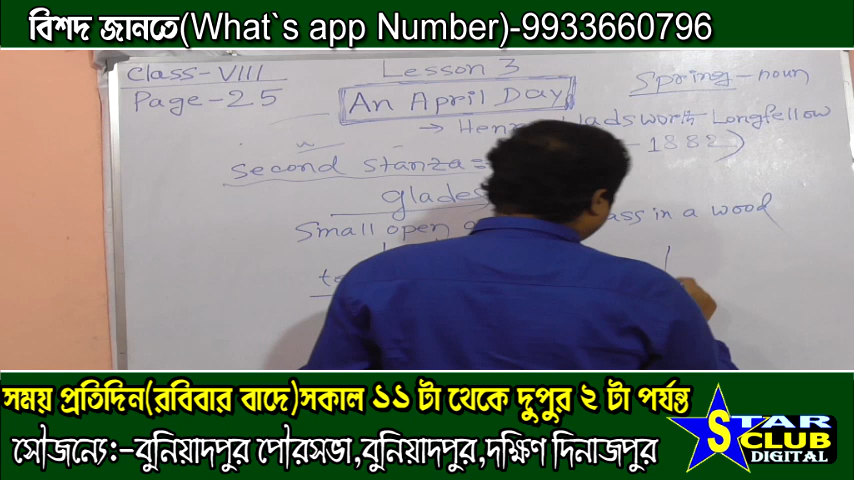 বিশদ জানতে(What`s app Number)-9933660796
Class-VIII
Lesson 3
Spring-noun
Page-25
An April Day
→ Henry Wadsworth Longfellow
-1882)
Second stanza=
glades
Small open
in a wood
সময় প্রতিদিন(রবিবার বাদে)সকাল ১১ টা থেকে দুপুর ২ টা পর্যন্ত
সৌজন্যে:-বুনিয়াদপুর পৌরসভা,বুনিয়াদপুর,দক্ষিণ দিনাজপুর
STAR
CLUB
DIGITAL